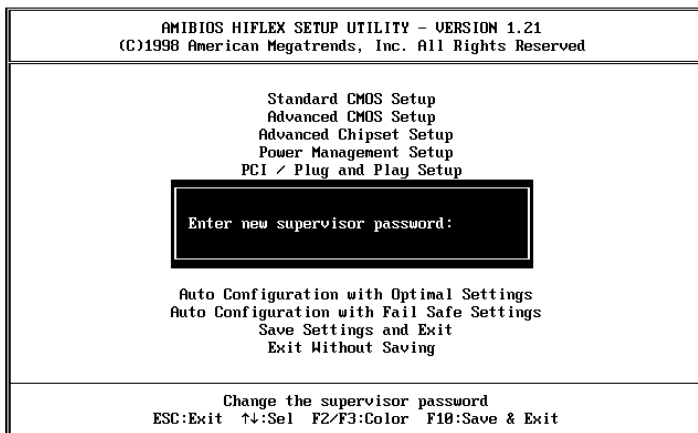 AMIBIOS HIFLEX SETUP UTILITY - VERSION 1.21
(C)1998 American Megatrends, Inc. All Rights Reserved
Standard CMOS Setup
Advanced CMOS Setup
Advanced Chipset Setup
Power Management Setup
PCI / Plug and Play Setup
Enter new supervisor password:
Auto Configuration with Optimal Settings
Auto Configuration with Fail Safe Settings
Save Settings and Exit
Exit Without Saving
Change the supervisor password
ESC:Exit ↑↓:Sel F2/F3:Color F10:Save & Exit